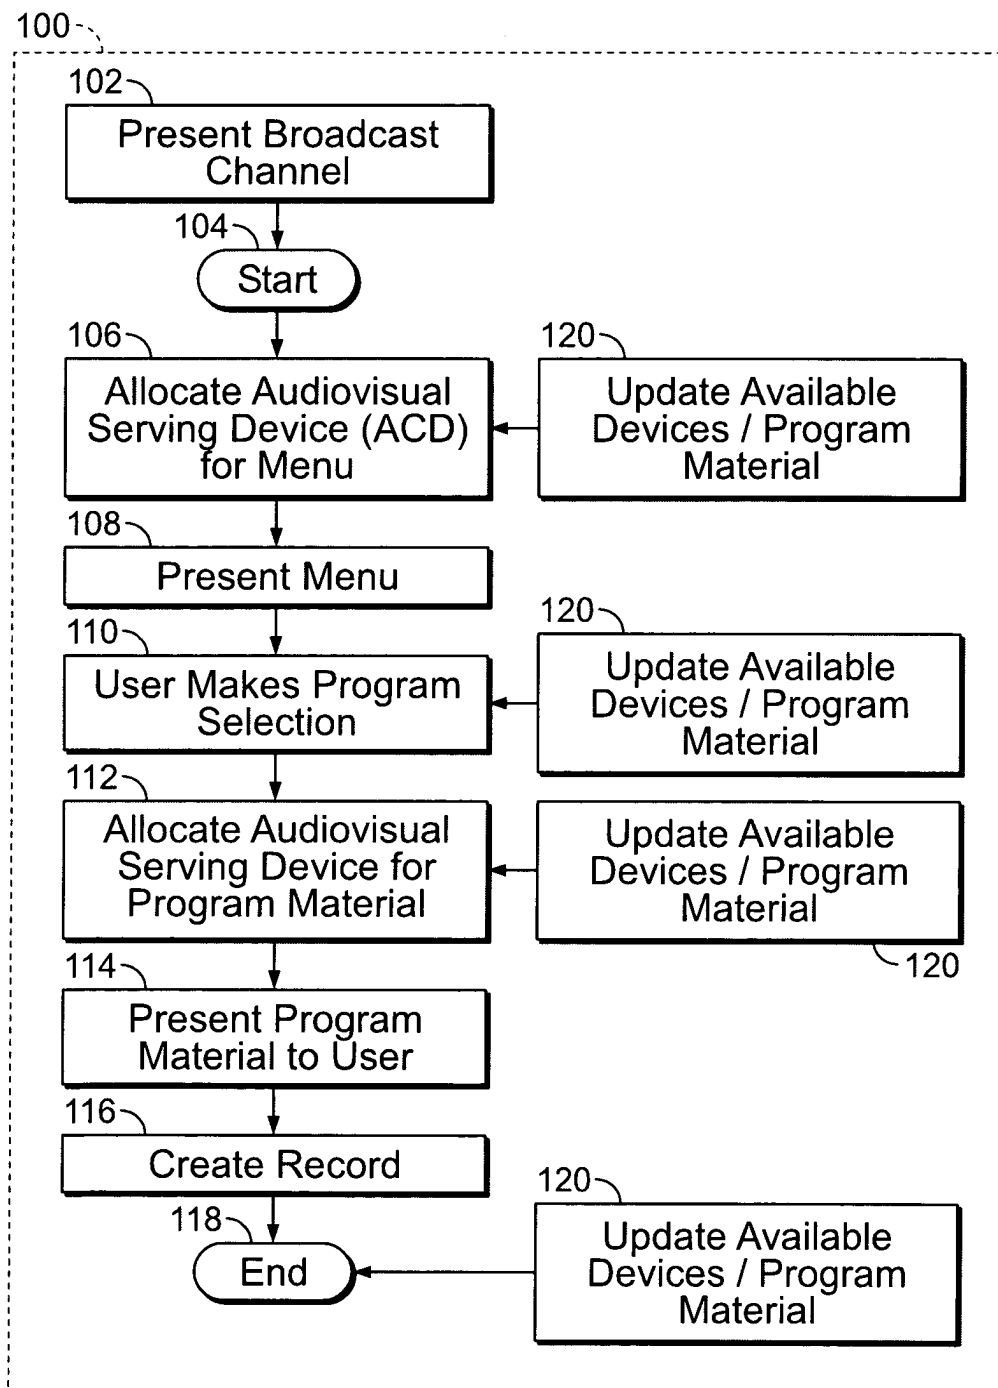 100
102
Present Broadcast
Channel
104
Start
106
Allocate Audiovisual
Serving Device (ACD)
for Menu
120
Update Available
Devices / Program
Material
108
Present Menu
110
User Makes Program
Selection
120
Update Available
Devices / Program
Material
112
Allocate Audiovisual
Serving Device for
Program Material
Update Available
Devices / Program
Material
120
114
Present Program
Material to User
116
Create Record
118
End
120
Update Available
Devices / Program
Material